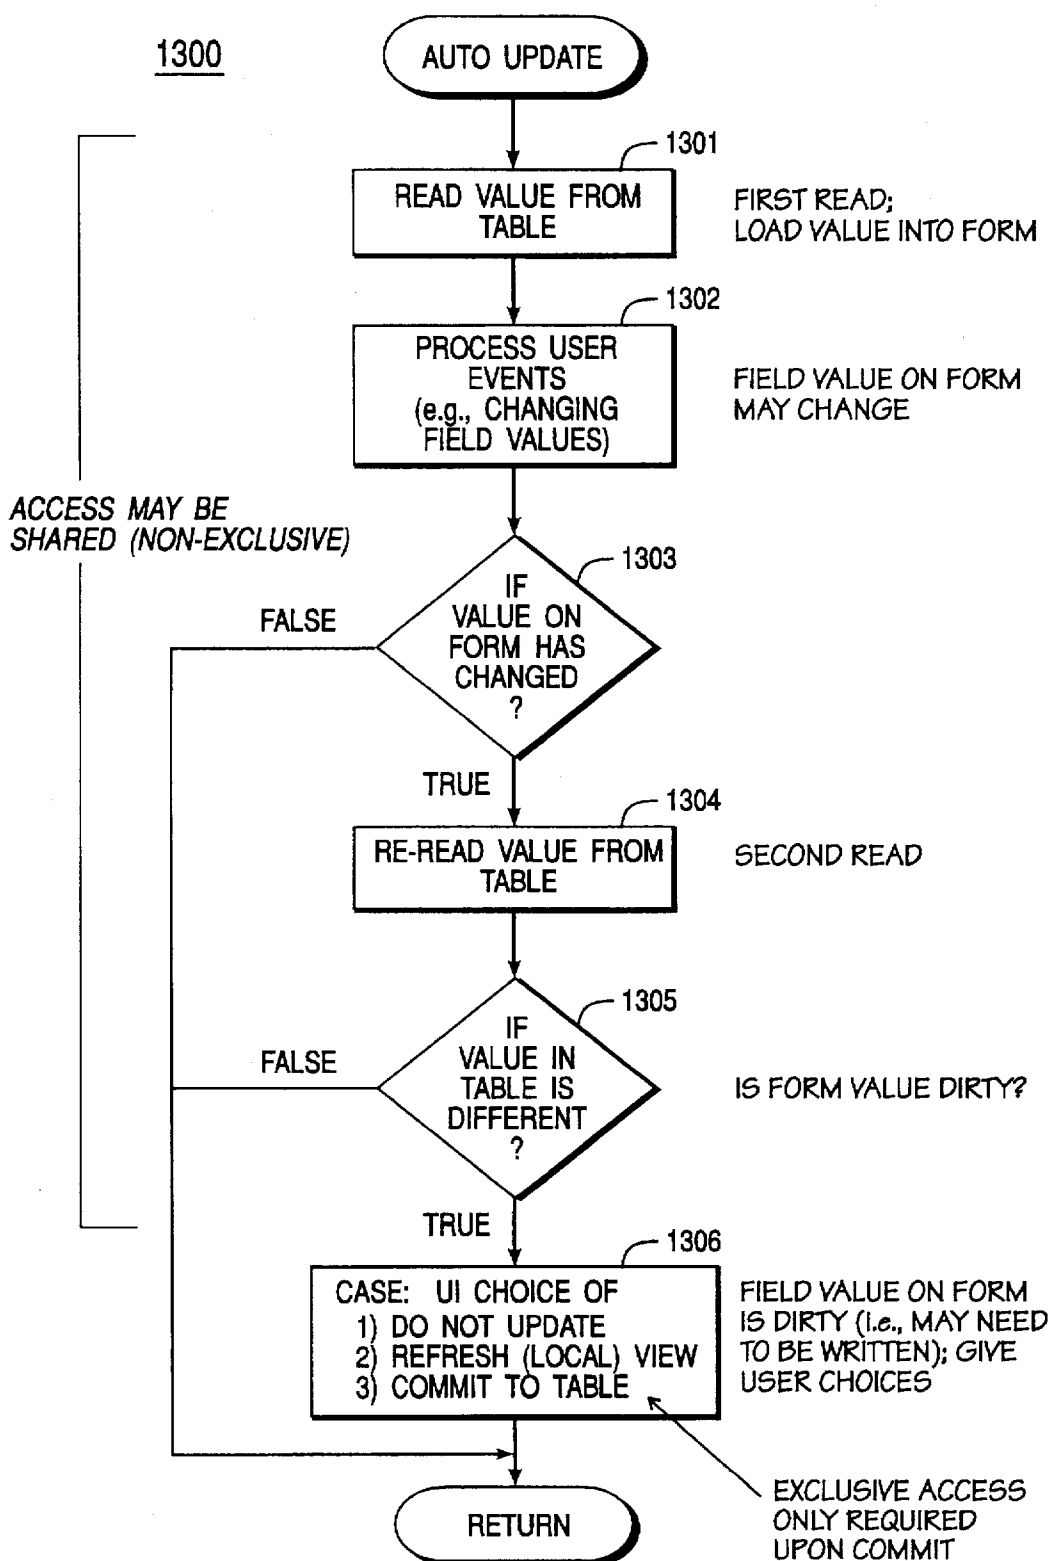 1300
AUTO UPDATE
1301
READ VALUE FROM
TABLE
FIRST READ;
LOAD VALUE INTO FORM
1302
PROCESS USER
EVENTS
(e.g., CHANGING
FIELD VALUES)
FIELD VALUE ON FORM
MAY CHANGE
ACCESS MAY BE
SHARED (NON-EXCLUSIVE)
1303
IF
VALUE ON
FORM HAS
CHANGED
?
FALSE
TRUE
1304
RE-READ VALUE FROM
TABLE
SECOND READ
1305
IF
VALUE IN
TABLE IS
DIFFERENT
?
FALSE
IS FORM VALUE DIRTY?
TRUE
1306
CASE: UI CHOICE OF
1) DO NOT UPDATE
2) REFRESH (LOCAL) VIEW
3) COMMIT TO TABLE
FIELD VALUE ON FORM
IS DIRTY (i.e., MAY NEED
TO BE WRITTEN); GIVE
USER CHOICES
EXCLUSIVE ACCESS
ONLY REQUIRED
UPON COMMIT
RETURN